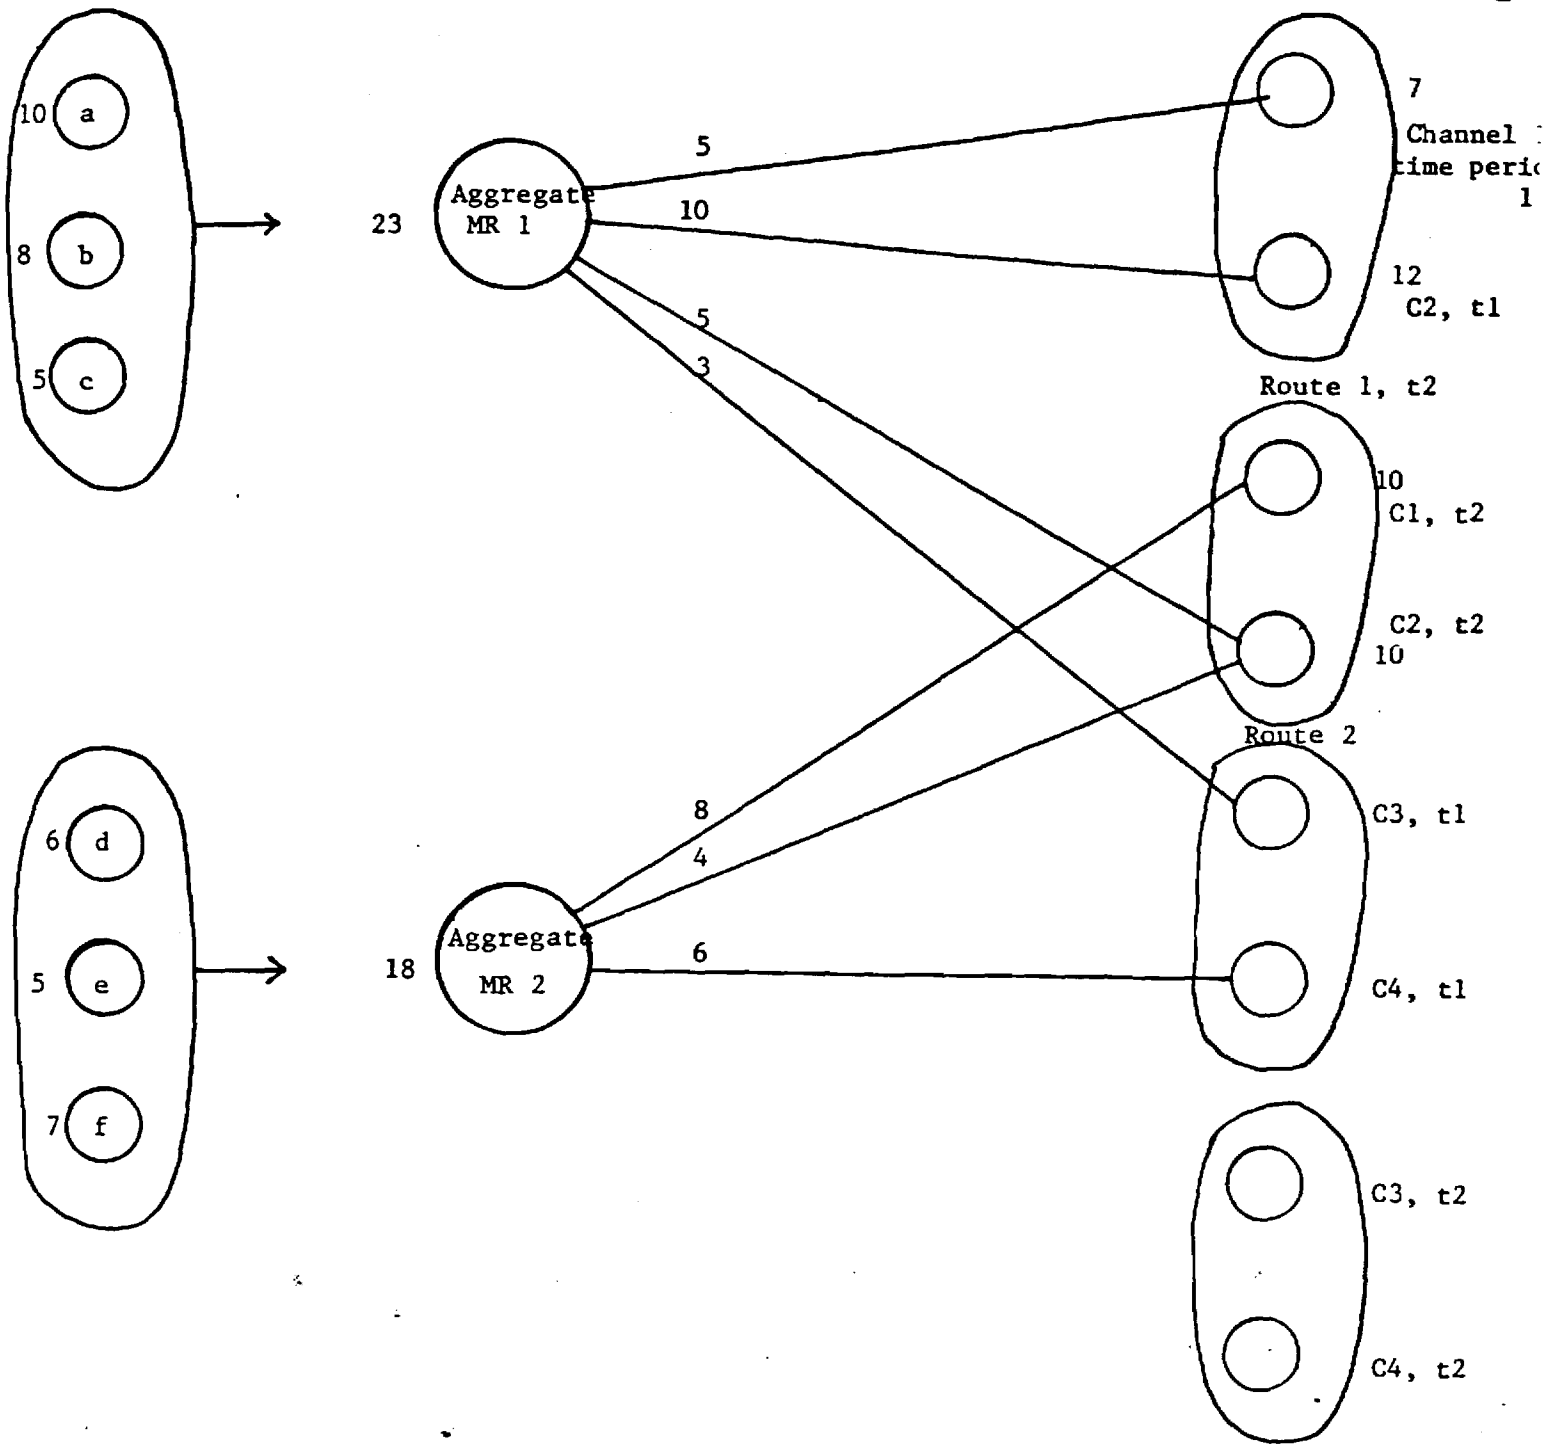 10 a
8 b
5 c
23
Aggregate
MR 1
5
10
5
3
7
Channel
time
1
12
C2, t1
Route 1, t2
10
C1, t2
C2, t2
10
Route 2
C3, t1
C4, t1
C3, t2
C4, t2
6 d
5 e
7 f
18
Aggregate
MR 2
8
4
6